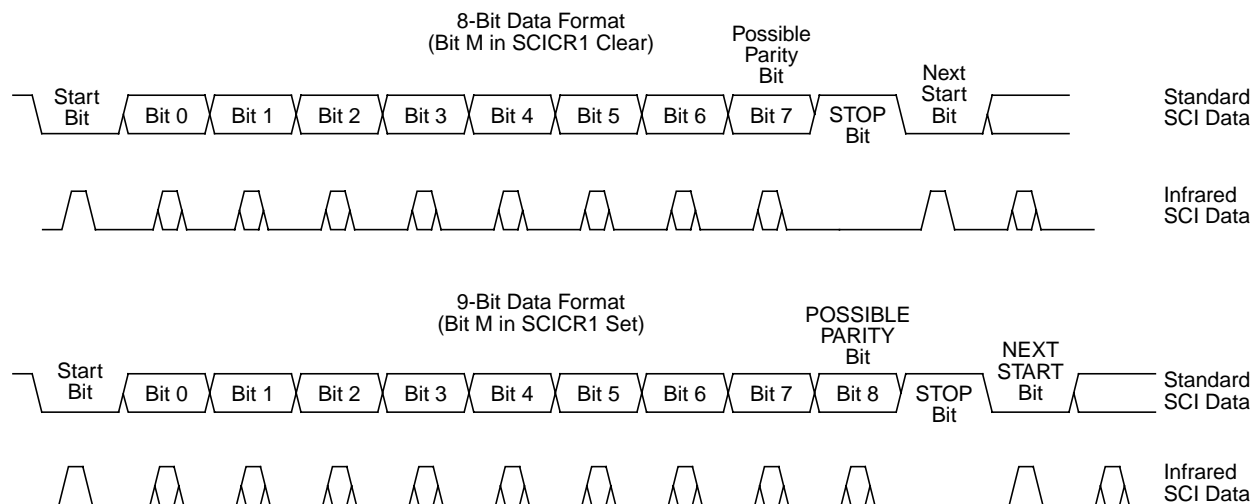 8-Bit Data Format
(Bit M in SCICR1 Clear)
Possible
Parity
Bit
Start
Bit
Bit 0
Bit 1
Bit 2
Bit 3
Bit 4
Bit 5
Bit 6
Bit 7
STOP
Bit
Next
Start
Bit
Standard
SCI Data
Infrared
SCI Data
9-Bit Data Format
(Bit M in SCICR1 Set)
POSSIBLE
PARITY
Bit
Start
Bit
Bit 0
Bit 1
Bit 2
Bit 3
Bit 4
Bit 5
Bit 6
Bit 7
Bit 8
STOP
Bit
NEXT
START
Bit
Standard
SCI Data
Infrared
SCI Data